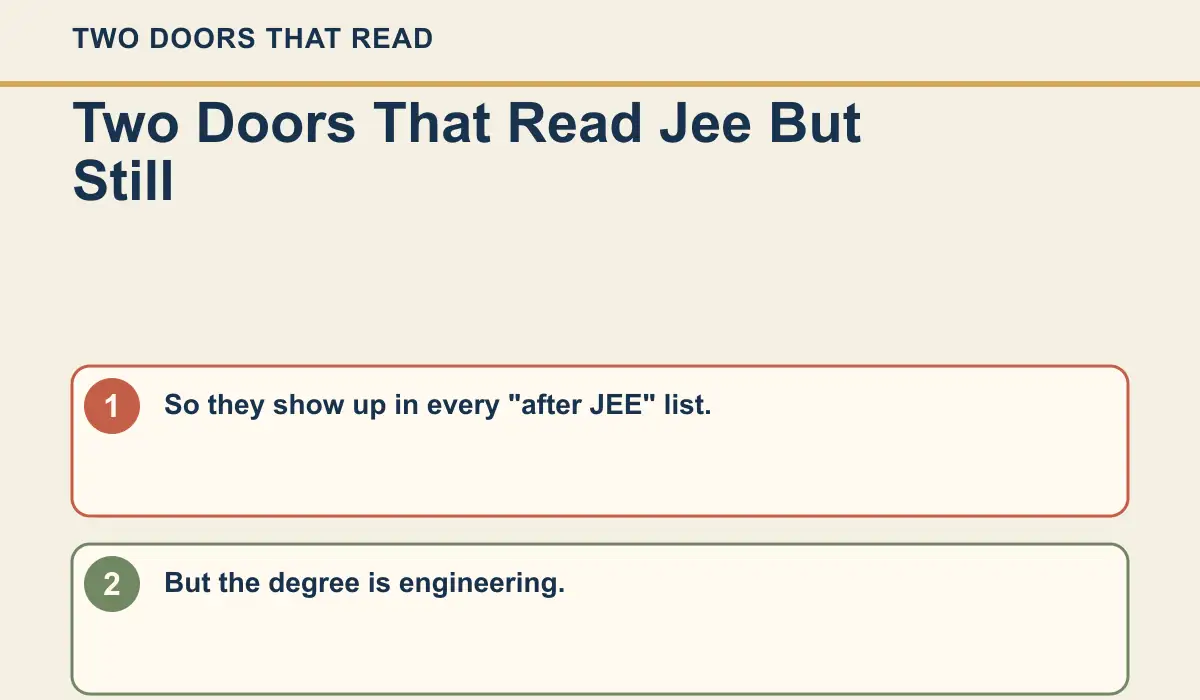 TWO DOORS THAT READ
Two Doors That Read Jee But
Still
1
So they show up in every "after JEE" list.
2
But the degree is engineering.